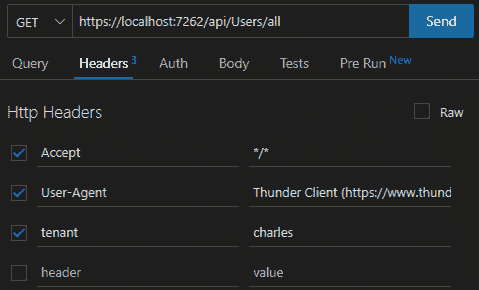 GET https://localhost:7262/api/Users/all Send
Query Headers 3 Auth Body Tests Pre Run New
Http Headers Raw
Accept */*
User-Agent Thunder Client (https://www.thund
tenant charles
header value